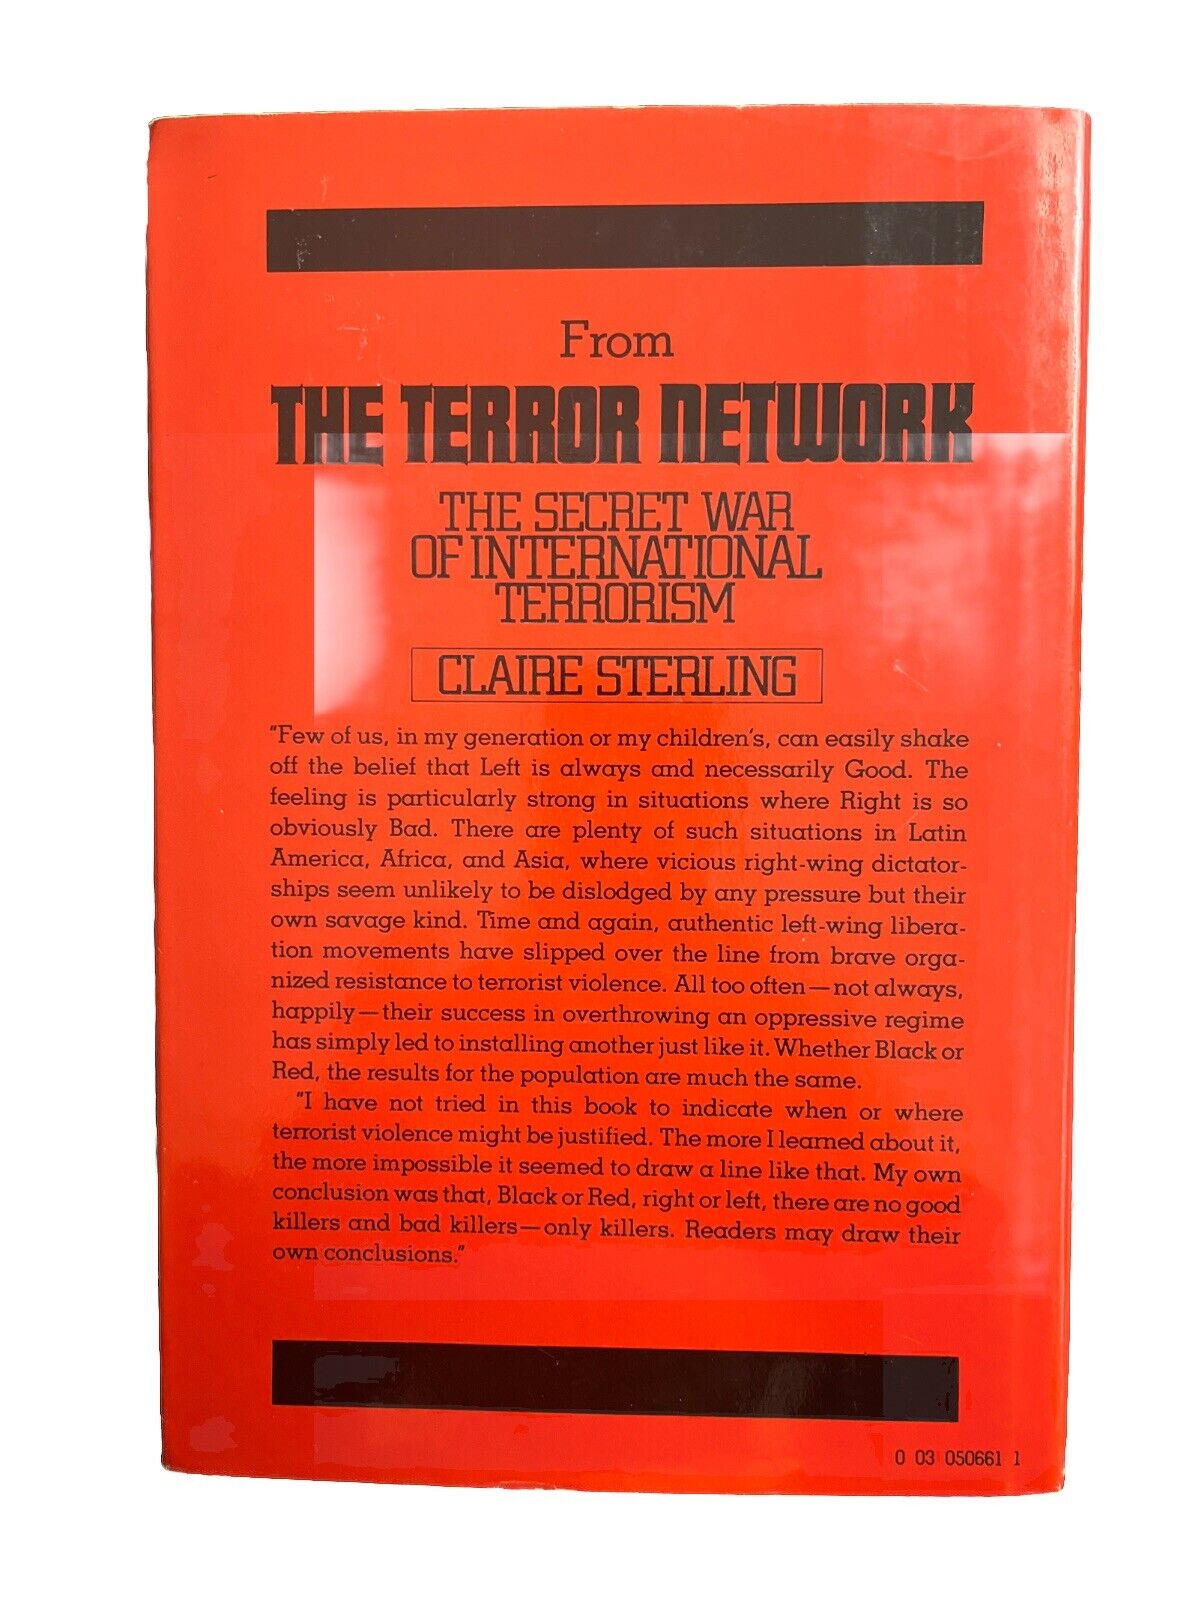 From
THE TERROR NETWORK
THE SECRET WAR
OF INTERNATIONAL
TERRORISM
CLAIRE STERLING
"Few of us, in my generation or my children's, can easily shake
off the belief that Left is always and necessarily Good. The
feeling is particularly strong in situations where Right is so
obviously Bad. There are plenty of such situations in Latin
America, Africa, and Asia, where vicious right-wing dictator-
ships seem unlikely to be dislodged by any pressure but their
own savage kind. Time and again, authentic left-wing libera-
tion movements have slipped over the line from brave orga-
nized resistance to terrorist violence. All too often—not always,
happily—their success in overthrowing an oppressive regime
has simply led to installing another just like it. Whether Black or
Red, the results for the population are much the same.
"I have not tried in this book to indicate when or where
terrorist violence might be justified. The more I learned about it,
the more impossible it seemed to draw a line like that. My own
conclusion was that, Black or Red, right or left, there are no good
killers and bad killers—only killers. Readers may draw their
own conclusions."
0 03 050661 1